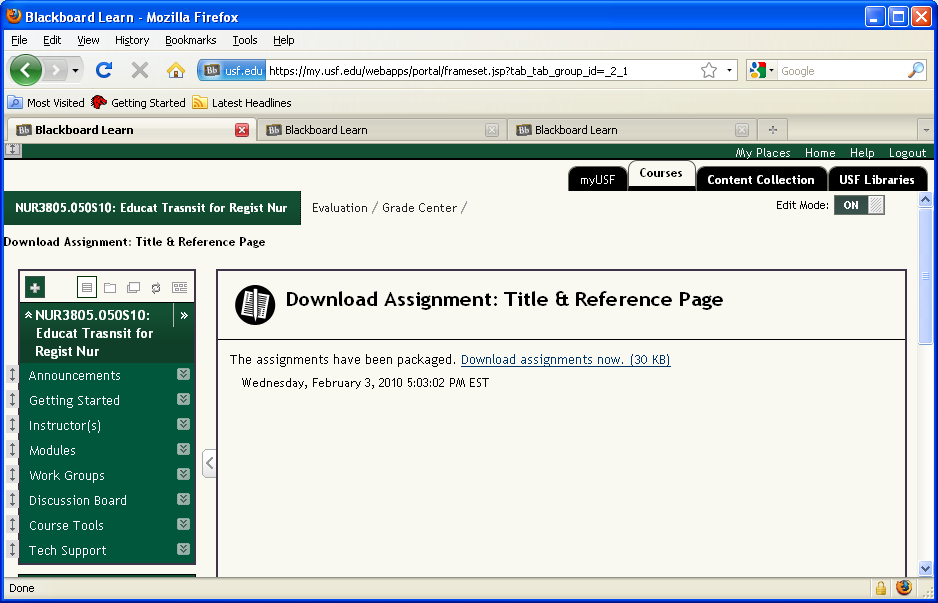 Blackboard Learn - Mozilla Firefox
File Edit View History Bookmarks Tools Help
Bb usf.edu https://my.usf.edu/webapps/portal/frameset.jsp?tab_tab_group_id=_2_1 Google
Most Visited Getting Started Latest Headlines
Bb Blackboard Learn Bb Blackboard Learn Bb Blackboard Learn
My Places Home Help Logout
myUSF Courses Content Collection USF Libraries
NUR3805.050S10: Educat Trasnsit for Regist Nur Evaluation / Grade Center / Edit Mode: ON
Download Assignment: Title & Reference Page
NUR3805.050S10:
Educat Trasnsit for
Regist Nur
Announcements
Getting Started
Instructor(s)
Modules
Work Groups
Discussion Board
Course Tools
Tech Support
Download Assignment: Title & Reference Page
The assignments have been packaged. Download assignments now. (30 KB)
Wednesday, February 3, 2010 5:03:02 PM EST
Done